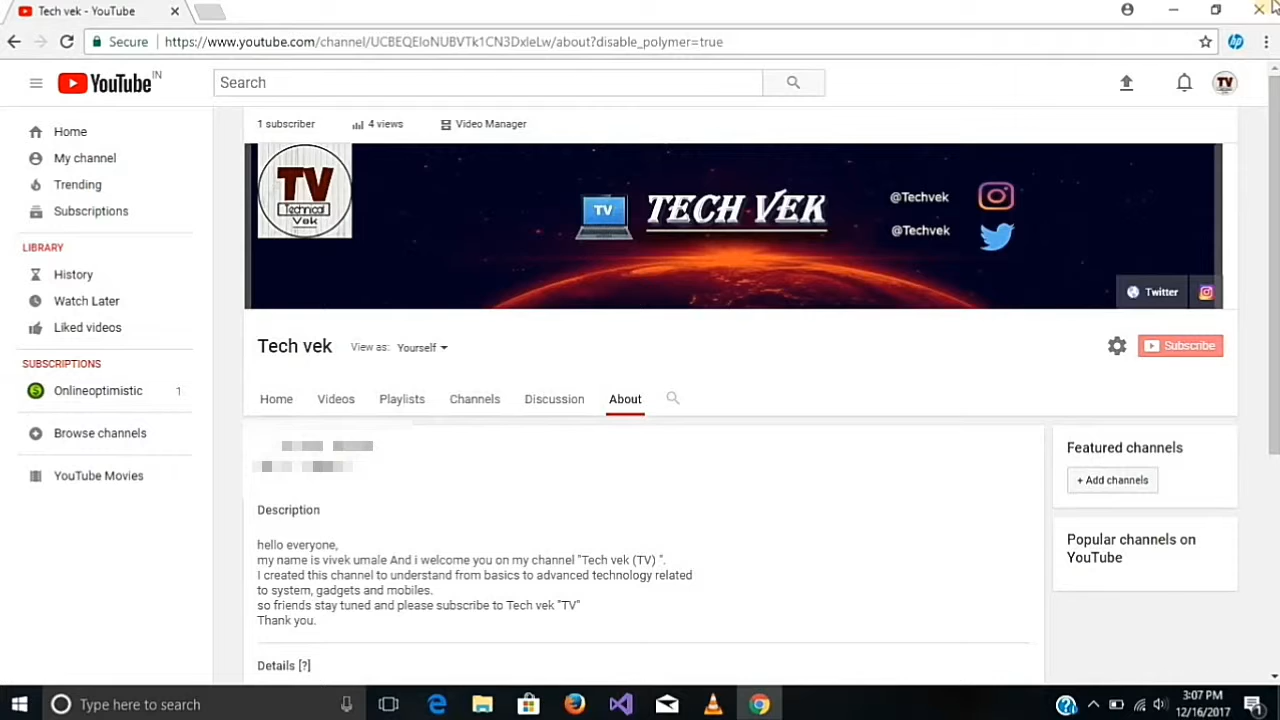 Tech vek - YouTube
Secure
https://www.youtube.com/channel/UCBEQEIoNUBVTk1CN3DxleLw/about?disable_polymer=true
YouTube IN
Search
TV
Home
My channel
Trending
Subscriptions
LIBRARY
History
Watch Later
Liked videos
SUBSCRIPTIONS
Onlineoptimistic 1
Browse channels
YouTube Movies
1 subscriber
4 views
Video Manager
TV
Technical
Vek
TV
TECH VEK
@Techvek
@Techvek
Twitter
Tech vek
View as: Yourself
Subscribe
Home Videos Playlists Channels Discussion About
Description
hello everyone,
my name is vivek umale And i welcome you on my channel "Tech vek (TV) ".
I created this channel to understand from basics to advanced technology related
to system, gadgets and mobiles.
so friends stay tuned and please subscribe to Tech vek "TV"
Thank you.
Details [?]
Featured channels
+ Add channels
Popular channels on
YouTube
Type here to search
3:07 PM
12/16/2017